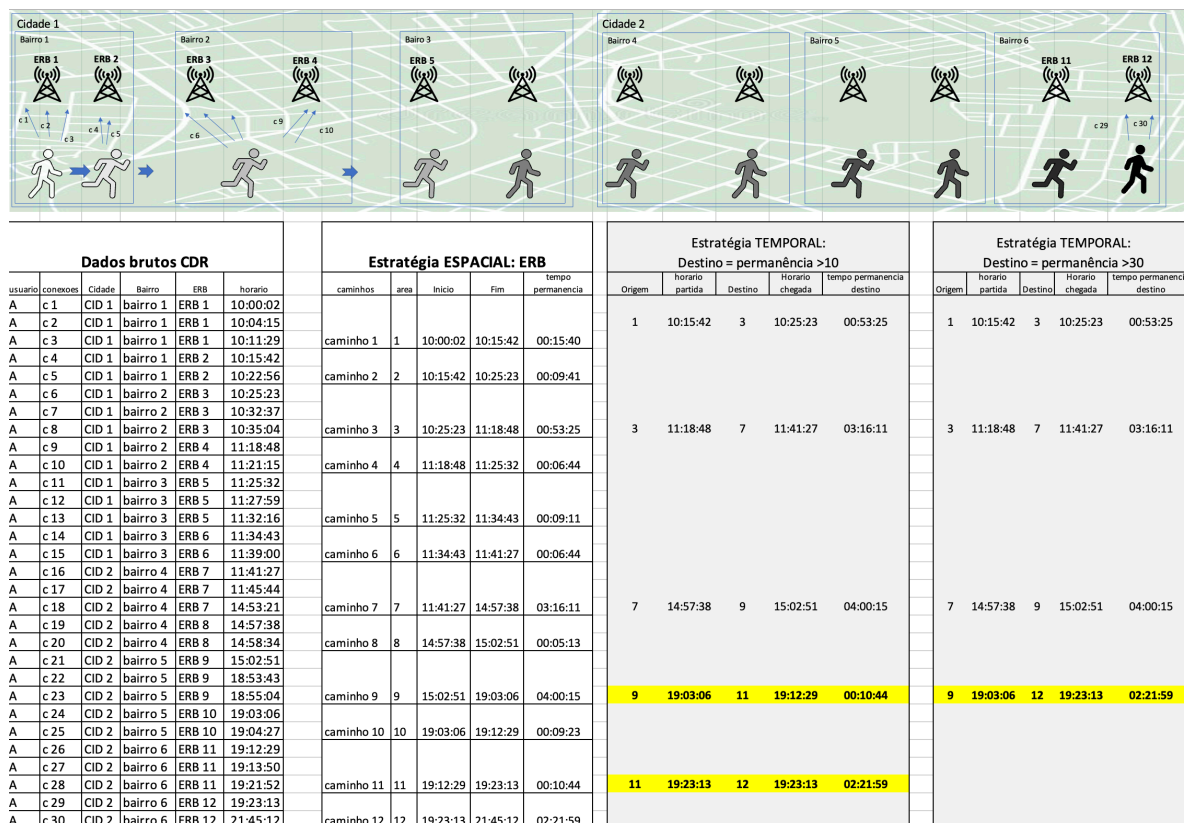 Cidade 1 Cidade 2
Bairro 1 Bairro 2 Bairo 3 Bairro 4 Bairro 5 Bairro 6
ERB 1 ERB 2 ERB 3 ERB 4 ERB 5 ERB 11 ERB 12
c 1 c 2 c 3 c 4 c 5 c 6 c 9 c 10 c 29 c 30
Dados brutos CDR
usuario conexoes Cidade Bairro ERB horario
A c 1 CID 1 bairro 1 ERB 1 10:00:02
A c 2 CID 1 bairro 1 ERB 1 10:04:15
A c 3 CID 1 bairro 1 ERB 1 10:11:29
A c 4 CID 1 bairro 1 ERB 2 10:15:42
A c 5 CID 1 bairro 1 ERB 2 10:22:56
A c 6 CID 1 bairro 2 ERB 3 10:25:23
A c 7 CID 1 bairro 2 ERB 3 10:32:37
A c 8 CID 1 bairro 2 ERB 3 10:35:04
A c 9 CID 1 bairro 2 ERB 4 11:18:48
A c 10 CID 1 bairro 2 ERB 4 11:21:15
A c 11 CID 1 bairro 3 ERB 5 11:25:32
A c 12 CID 1 bairro 3 ERB 5 11:27:59
A c 13 CID 1 bairro 3 ERB 5 11:32:16
A c 14 CID 1 bairro 3 ERB 6 11:34:43
A c 15 CID 1 bairro 3 ERB 6 11:39:00
A c 16 CID 2 bairro 4 ERB 7 11:41:27
A c 17 CID 2 bairro 4 ERB 7 11:45:44
A c 18 CID 2 bairro 4 ERB 7 14:53:21
A c 19 CID 2 bairro 4 ERB 8 14:57:38
A c 20 CID 2 bairro 4 ERB 8 14:58:34
A c 21 CID 2 bairro 5 ERB 9 15:02:51
A c 22 CID 2 bairro 5 ERB 9 18:53:43
A c 23 CID 2 bairro 5 ERB 9 18:55:04
A c 24 CID 2 bairro 5 ERB 10 19:03:06
A c 25 CID 2 bairro 5 ERB 10 19:04:27
A c 26 CID 2 bairro 6 ERB 11 19:12:29
A c 27 CID 2 bairro 6 ERB 11 19:13:50
A c 28 CID 2 bairro 6 ERB 11 19:21:52
A c 29 CID 2 bairro 6 ERB 12 19:23:13
A c 30 CID 2 bairro 6 ERB 12 21:45:12
Estratégia ESPACIAL: ERB
caminhos area Inicio Fim tempo permanencia
caminho 1 1 10:00:02 10:15:42 00:15:40
caminho 2 2 10:15:42 10:25:23 00:09:41
caminho 3 3 10:25:23 11:18:48 00:53:25
caminho 4 4 11:18:48 11:25:32 00:06:44
caminho 5 5 11:25:32 11:34:43 00:09:11
caminho 6 6 11:34:43 11:41:27 00:06:44
caminho 7 7 11:41:27 14:57:38 03:16:11
caminho 8 8 14:57:38 15:02:51 00:05:13
caminho 9 9 15:02:51 19:03:06 04:00:15
caminho 10 10 19:03:06 19:12:29 00:09:23
caminho 11 11 19:12:29 19:23:13 00:10:44
caminho 12 12 19:23:13 21:45:12 02:21:59
Estratégia TEMPORAL:
Destino = permanência >10
Origem horario partida Destino Horario chegada tempo permanencia destino
1 10:15:42 3 10:25:23 00:53:25
3 11:18:48 7 11:41:27 03:16:11
7 14:57:38 9 15:02:51 04:00:15
9 19:03:06 11 19:12:29 00:10:44
11 19:23:13 12 19:23:13 02:21:59
Estratégia TEMPORAL:
Destino = permanência >30
Origem horario partida Destino Horario chegada tempo permanencia destino
1 10:15:42 3 10:25:23 00:53:25
3 11:18:48 7 11:41:27 03:16:11
7 14:57:38 9 15:02:51 04:00:15
9 19:03:06 12 19:23:13 02:21:59